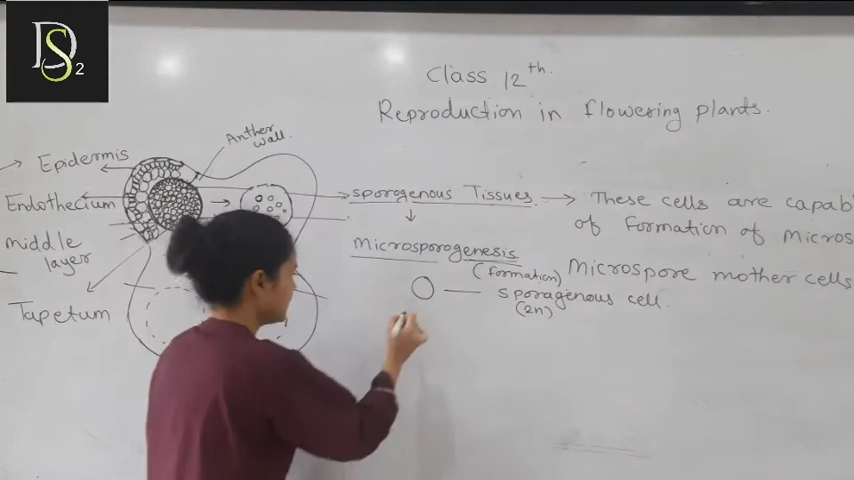 DS2
Class 12th.
Reproduction in flowering plants.
Anther wall.
Epidermis
Endothecium
middle layer
Tapetum
sporogenous Tissues
These cells are capab
of formation of Micros
Microsporogenesis
(formation)
Microspore mother cells
sporagenous cell.
(2n)